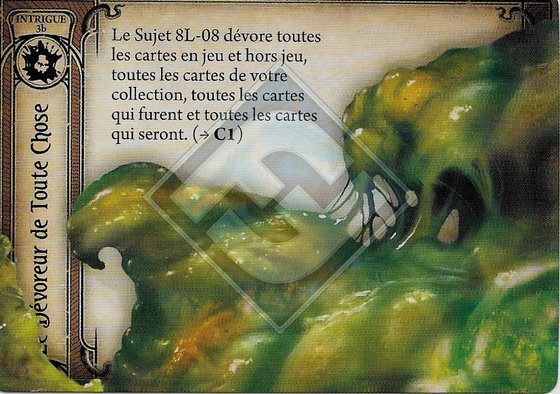 INTRIGUE
3b
Le Dévoreur de Toute Chose
Le Sujet 8L-08 dévore toutes
les cartes en jeu et hors jeu,
toutes les cartes de votre
collection, toutes les cartes
qui furent et toutes les cartes
qui seront. (→ C1)